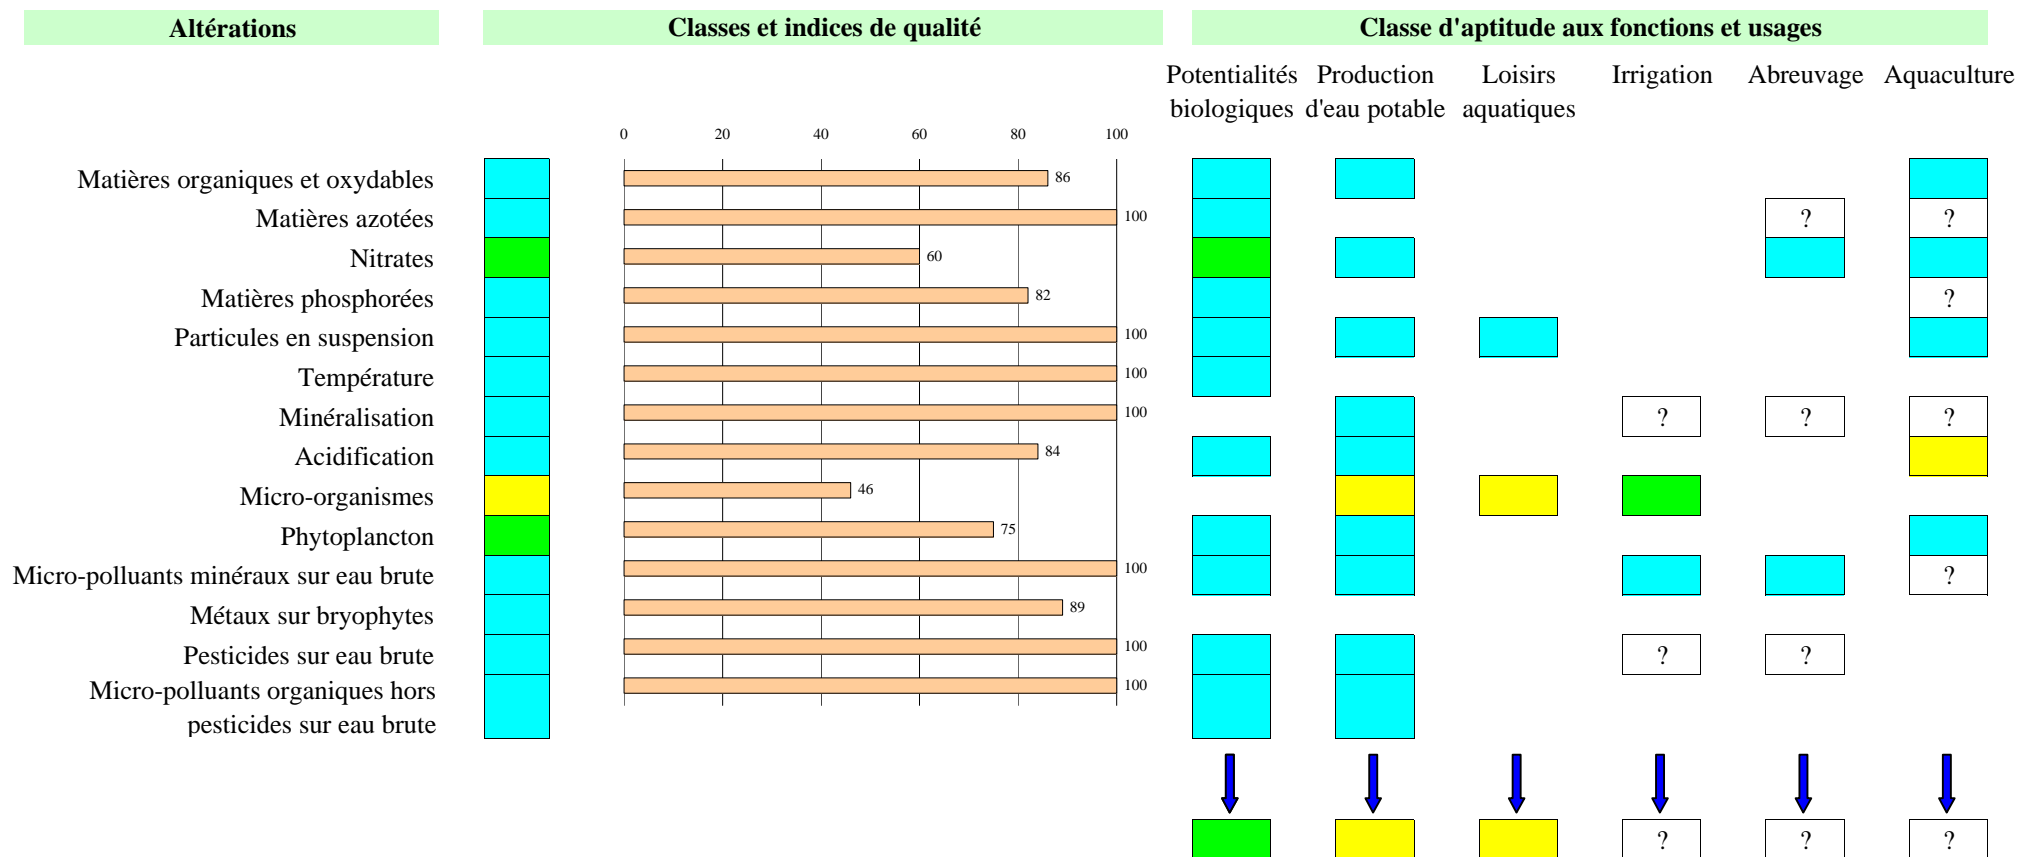 Altérations
Classes et indices de qualité
Classe d'aptitude aux fonctions et usages
Potentialités biologiques
Production d'eau potable
Loisirs aquatiques
Irrigation
Abreuvage
Aquaculture
0 20 40 60 80 100
Matières organiques et oxydables 86
Matières azotées 100 ? ?
Nitrates 60
Matières phosphorées 82 ?
Particules en suspension 100
Température 100
Minéralisation 100 ? ? ?
Acidification 84
Micro-organismes 46
Phytoplancton 75
Micro-polluants minéraux sur eau brute 100 ?
Métaux sur bryophytes 89
Pesticides sur eau brute 100 ? ?
Micro-polluants organiques hors 100
pesticides sur eau brute
? ? ?